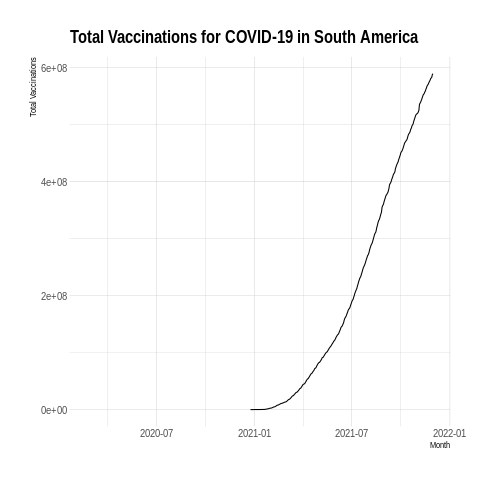 Total Vaccinations for COVID-19 in South America
Total Vaccinations
6e+08
4e+08
2e+08
0e+00
2020-07 2021-01 2021-07 2022-01
Month